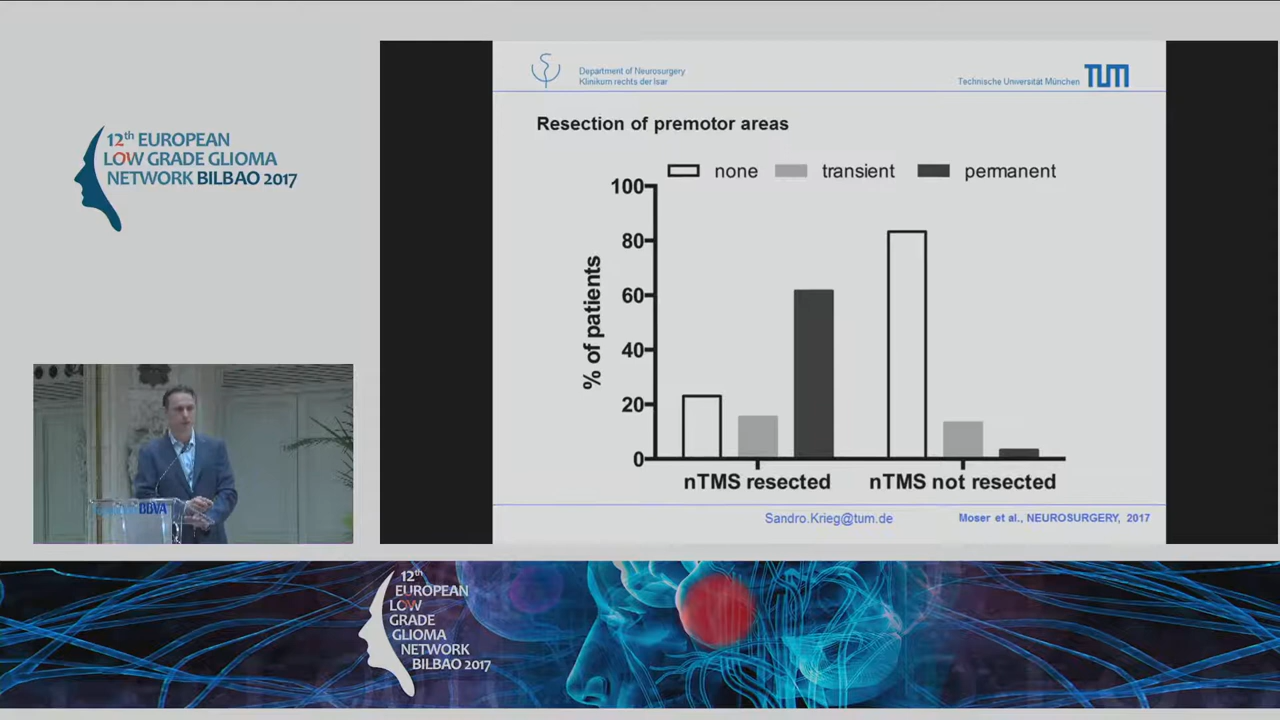 12th EUROPEAN
LOW GRADE GLIOMA
NETWORK BILBAO 2017
Department of Neurosurgery
Klinikum rechts der Isar
Technische Universität München TUM
Resection of premotor areas
none transient permanent
100
80
60
40
20
0
% of patients
nTMS resected nTMS not resected
Sandro.Krieg@tum.de Moser et al., NEUROSURGERY, 2017
BBVA
12th
EUROPEAN
LOW
GRADE
GLIOMA
NETWORK
BILBAO 2017